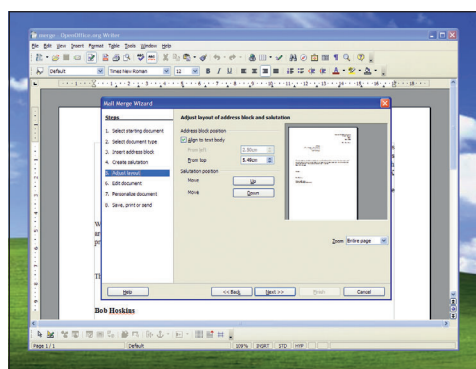 merge - OpenOffice.org Writer
File Edit View Insert Format Table Tools Window Help
Default Times New Roman 12 B I U
Mail Merge Wizard
Steps
1. Select starting document
2. Select document type
3. Insert address block
4. Create salutation
5. Adjust layout
6. Edit document
7. Personalize document
8. Save, print or send
Adjust layout of address block and salutation
Address block position
Align to text body
From left
From top 5.49cm
Salutation position
Move Up
Move Down
Zoom Entire page
Help << Back Next >> Finish Cancel
Bob Hoskins
Page 1 / 1 Default 100% INSRT STD HYP